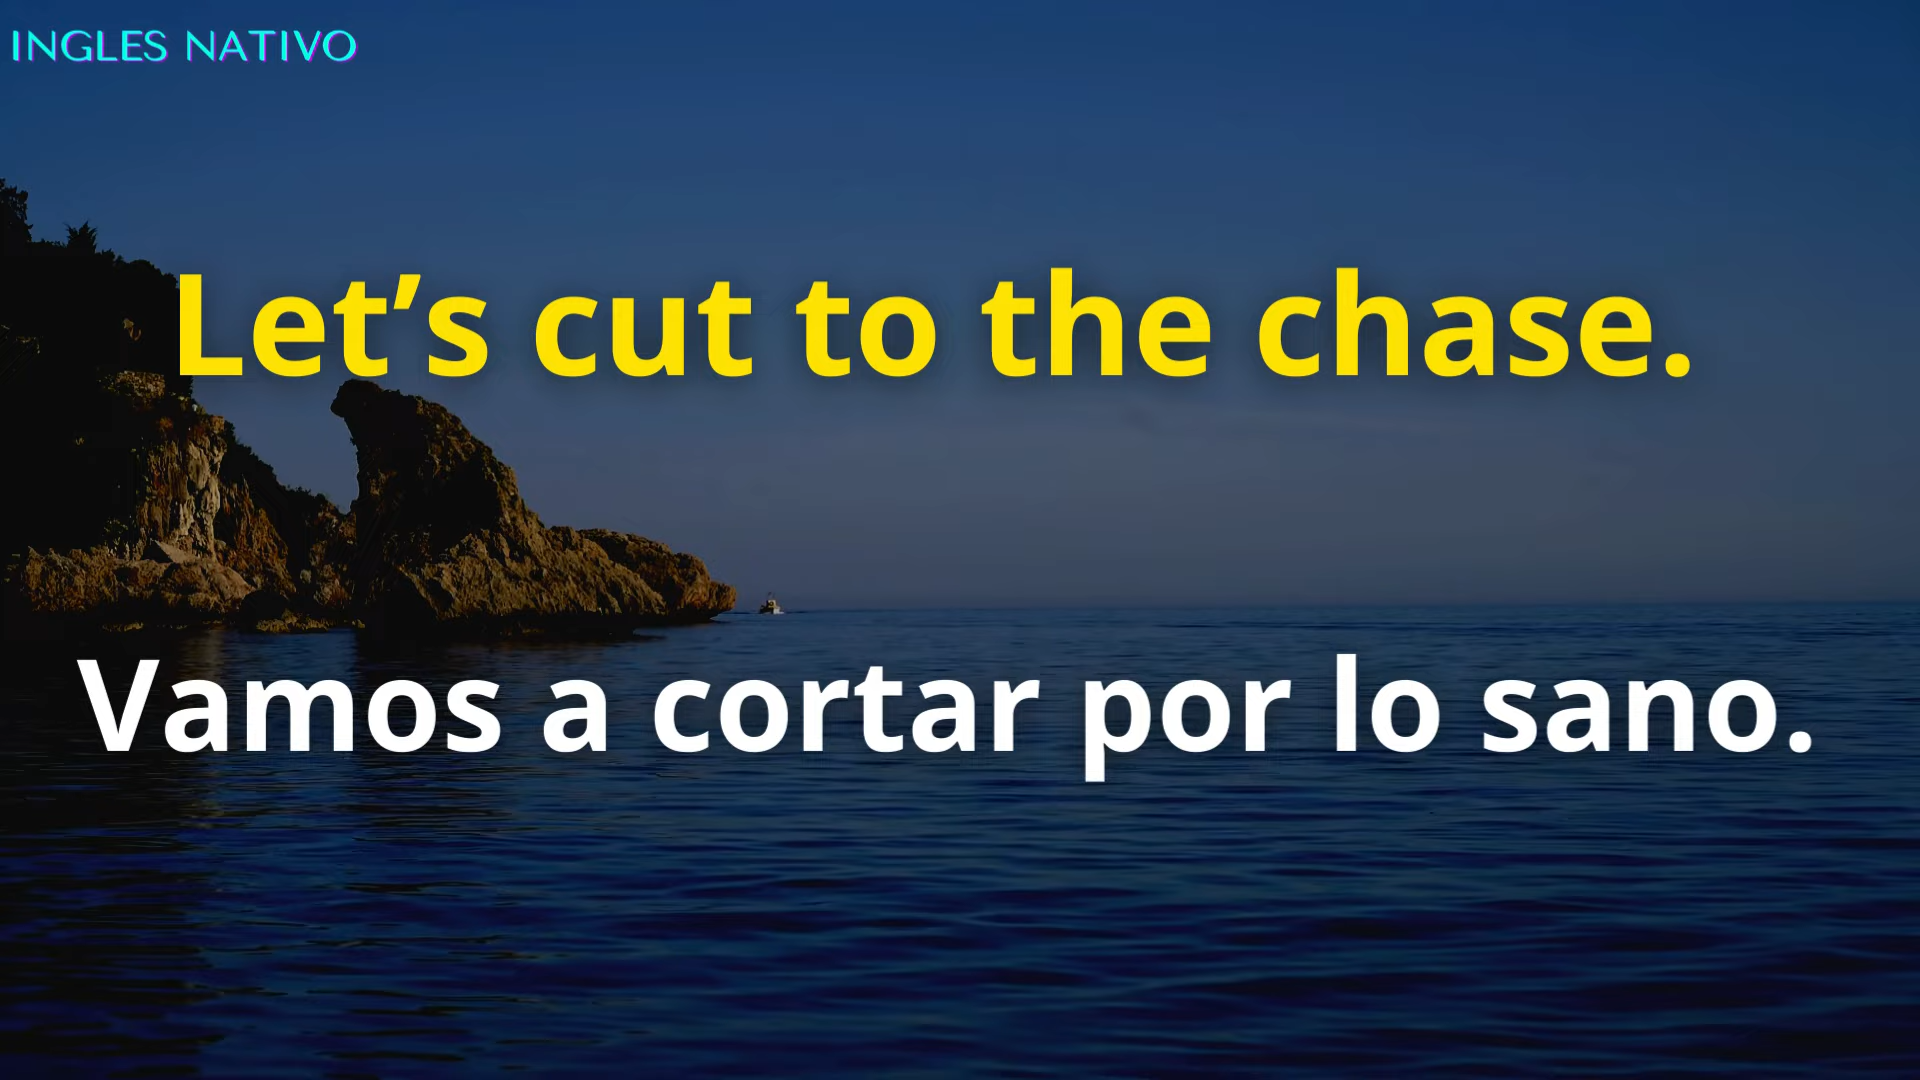 INGLES NATIVO
Let’s cut to the chase.
Vamos a cortar por lo sano.